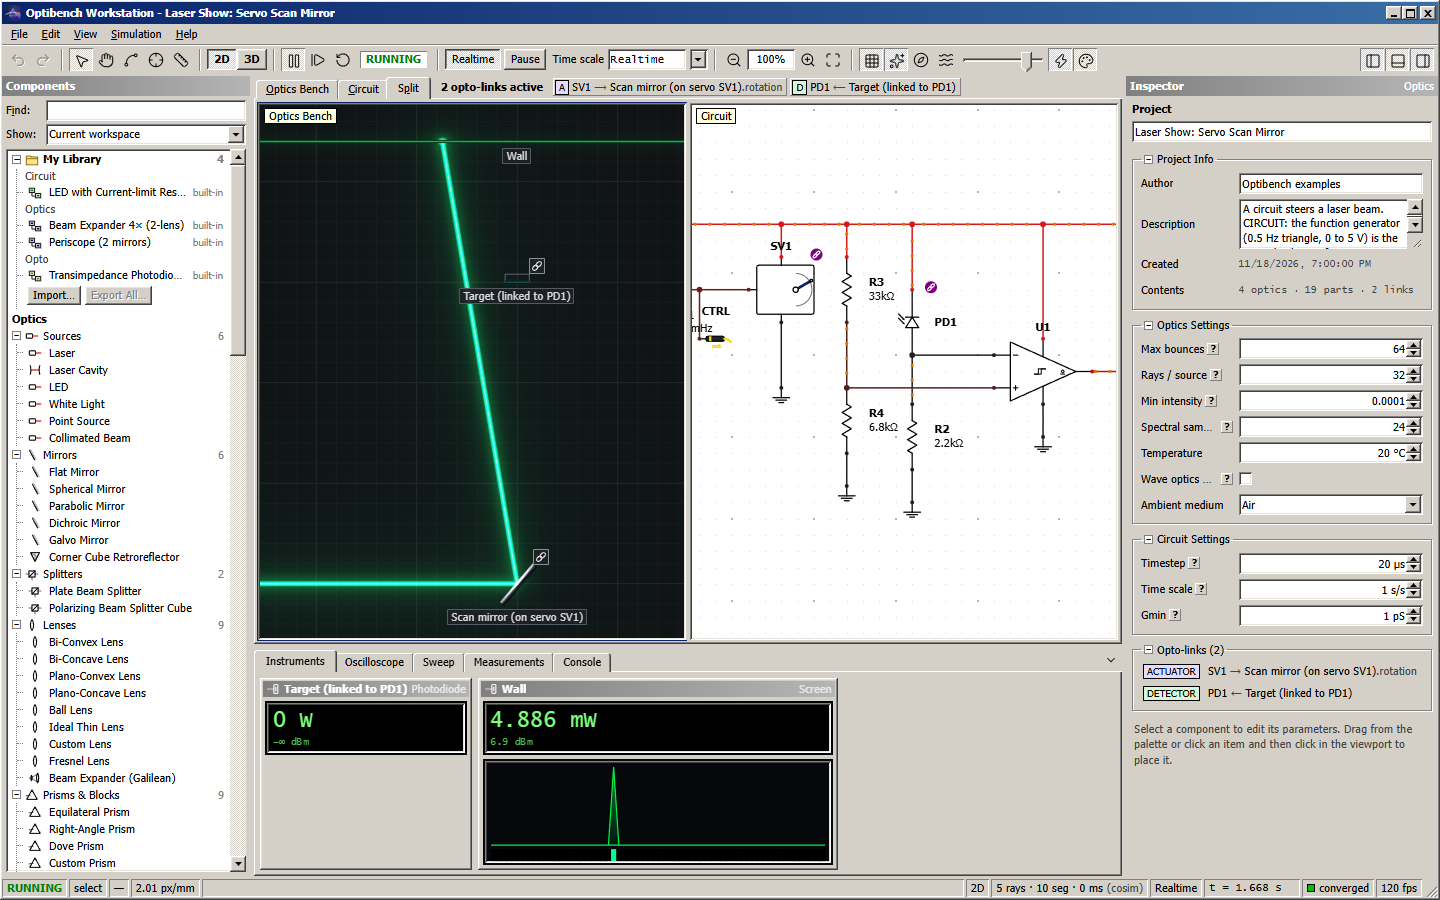 Optibench Workstation - Laser Show: Servo Scan Mirror
File Edit View Simulation Help
2D 3D RUNNING Realtime Pause Time scale Realtime 100%
Components
Find:
Show: Current workspace
My Library 4
Circuit
LED with Current-limit Res... built-in
Optics
Beam Expander 4× (2-lens) built-in
Periscope (2 mirrors) built-in
Opto
Transimpedance Photodio... built-in
Import... Export All...
Optics
Sources 6
Laser
Laser Cavity
LED
White Light
Point Source
Collimated Beam
Mirrors 6
Flat Mirror
Spherical Mirror
Parabolic Mirror
Dichroic Mirror
Galvo Mirror
Corner Cube Retroreflector
Splitters 2
Plate Beam Splitter
Polarizing Beam Splitter Cube
Lenses 9
Bi-Convex Lens
Bi-Concave Lens
Plano-Convex Lens
Plano-Concave Lens
Ball Lens
Ideal Thin Lens
Custom Lens
Fresnel Lens
Beam Expander (Galilean)
Prisms & Blocks 9
Equilateral Prism
Right-Angle Prism
Dove Prism
Custom Prism
Optics Bench Circuit Split 2 opto-links active A SV1 → Scan mirror (on servo SV1).rotation D PD1 ← Target (linked to PD1)
Optics Bench
Wall
Target (linked to PD1)
Scan mirror (on servo SV1)
Circuit
SV1
CTRL
mHz
R3
33kΩ
PD1
U1
R4
6.8kΩ
R2
2.2kΩ
Instruments Oscilloscope Sweep Measurements Console
Target (linked to PD1) Photodiode
0 W
−∞ dBm
Wall Screen
4.886 mW
6.9 dBm
Inspector Optics
Project
Laser Show: Servo Scan Mirror
Project Info
Author Optibench examples
Description A circuit steers a laser beam.
CIRCUIT: the function generator
(0.5 Hz triangle, 0 to 5 V) is the
Created 11/18/2026, 7:00:00 PM
Contents 4 optics · 19 parts · 2 links
Optics Settings
Max bounces ? 64
Rays / source ? 32
Min intensity ? 0.0001
Spectral sam... ? 24
Temperature 20 °C
Wave optics ... ?
Ambient medium Air
Circuit Settings
Timestep ? 20 µs
Time scale ? 1 s/s
Gmin ? 1 pS
Opto-links (2)
ACTUATOR SV1 → Scan mirror (on servo SV1).rotation
DETECTOR PD1 ← Target (linked to PD1)
Select a component to edit its parameters. Drag from the
palette or click an item and then click in the viewport to
place it.
RUNNING select — 2.01 px/mm 2D 5 rays · 10 seg · 0 ms (cosim) Realtime t = 1.668 s converged 120 fps